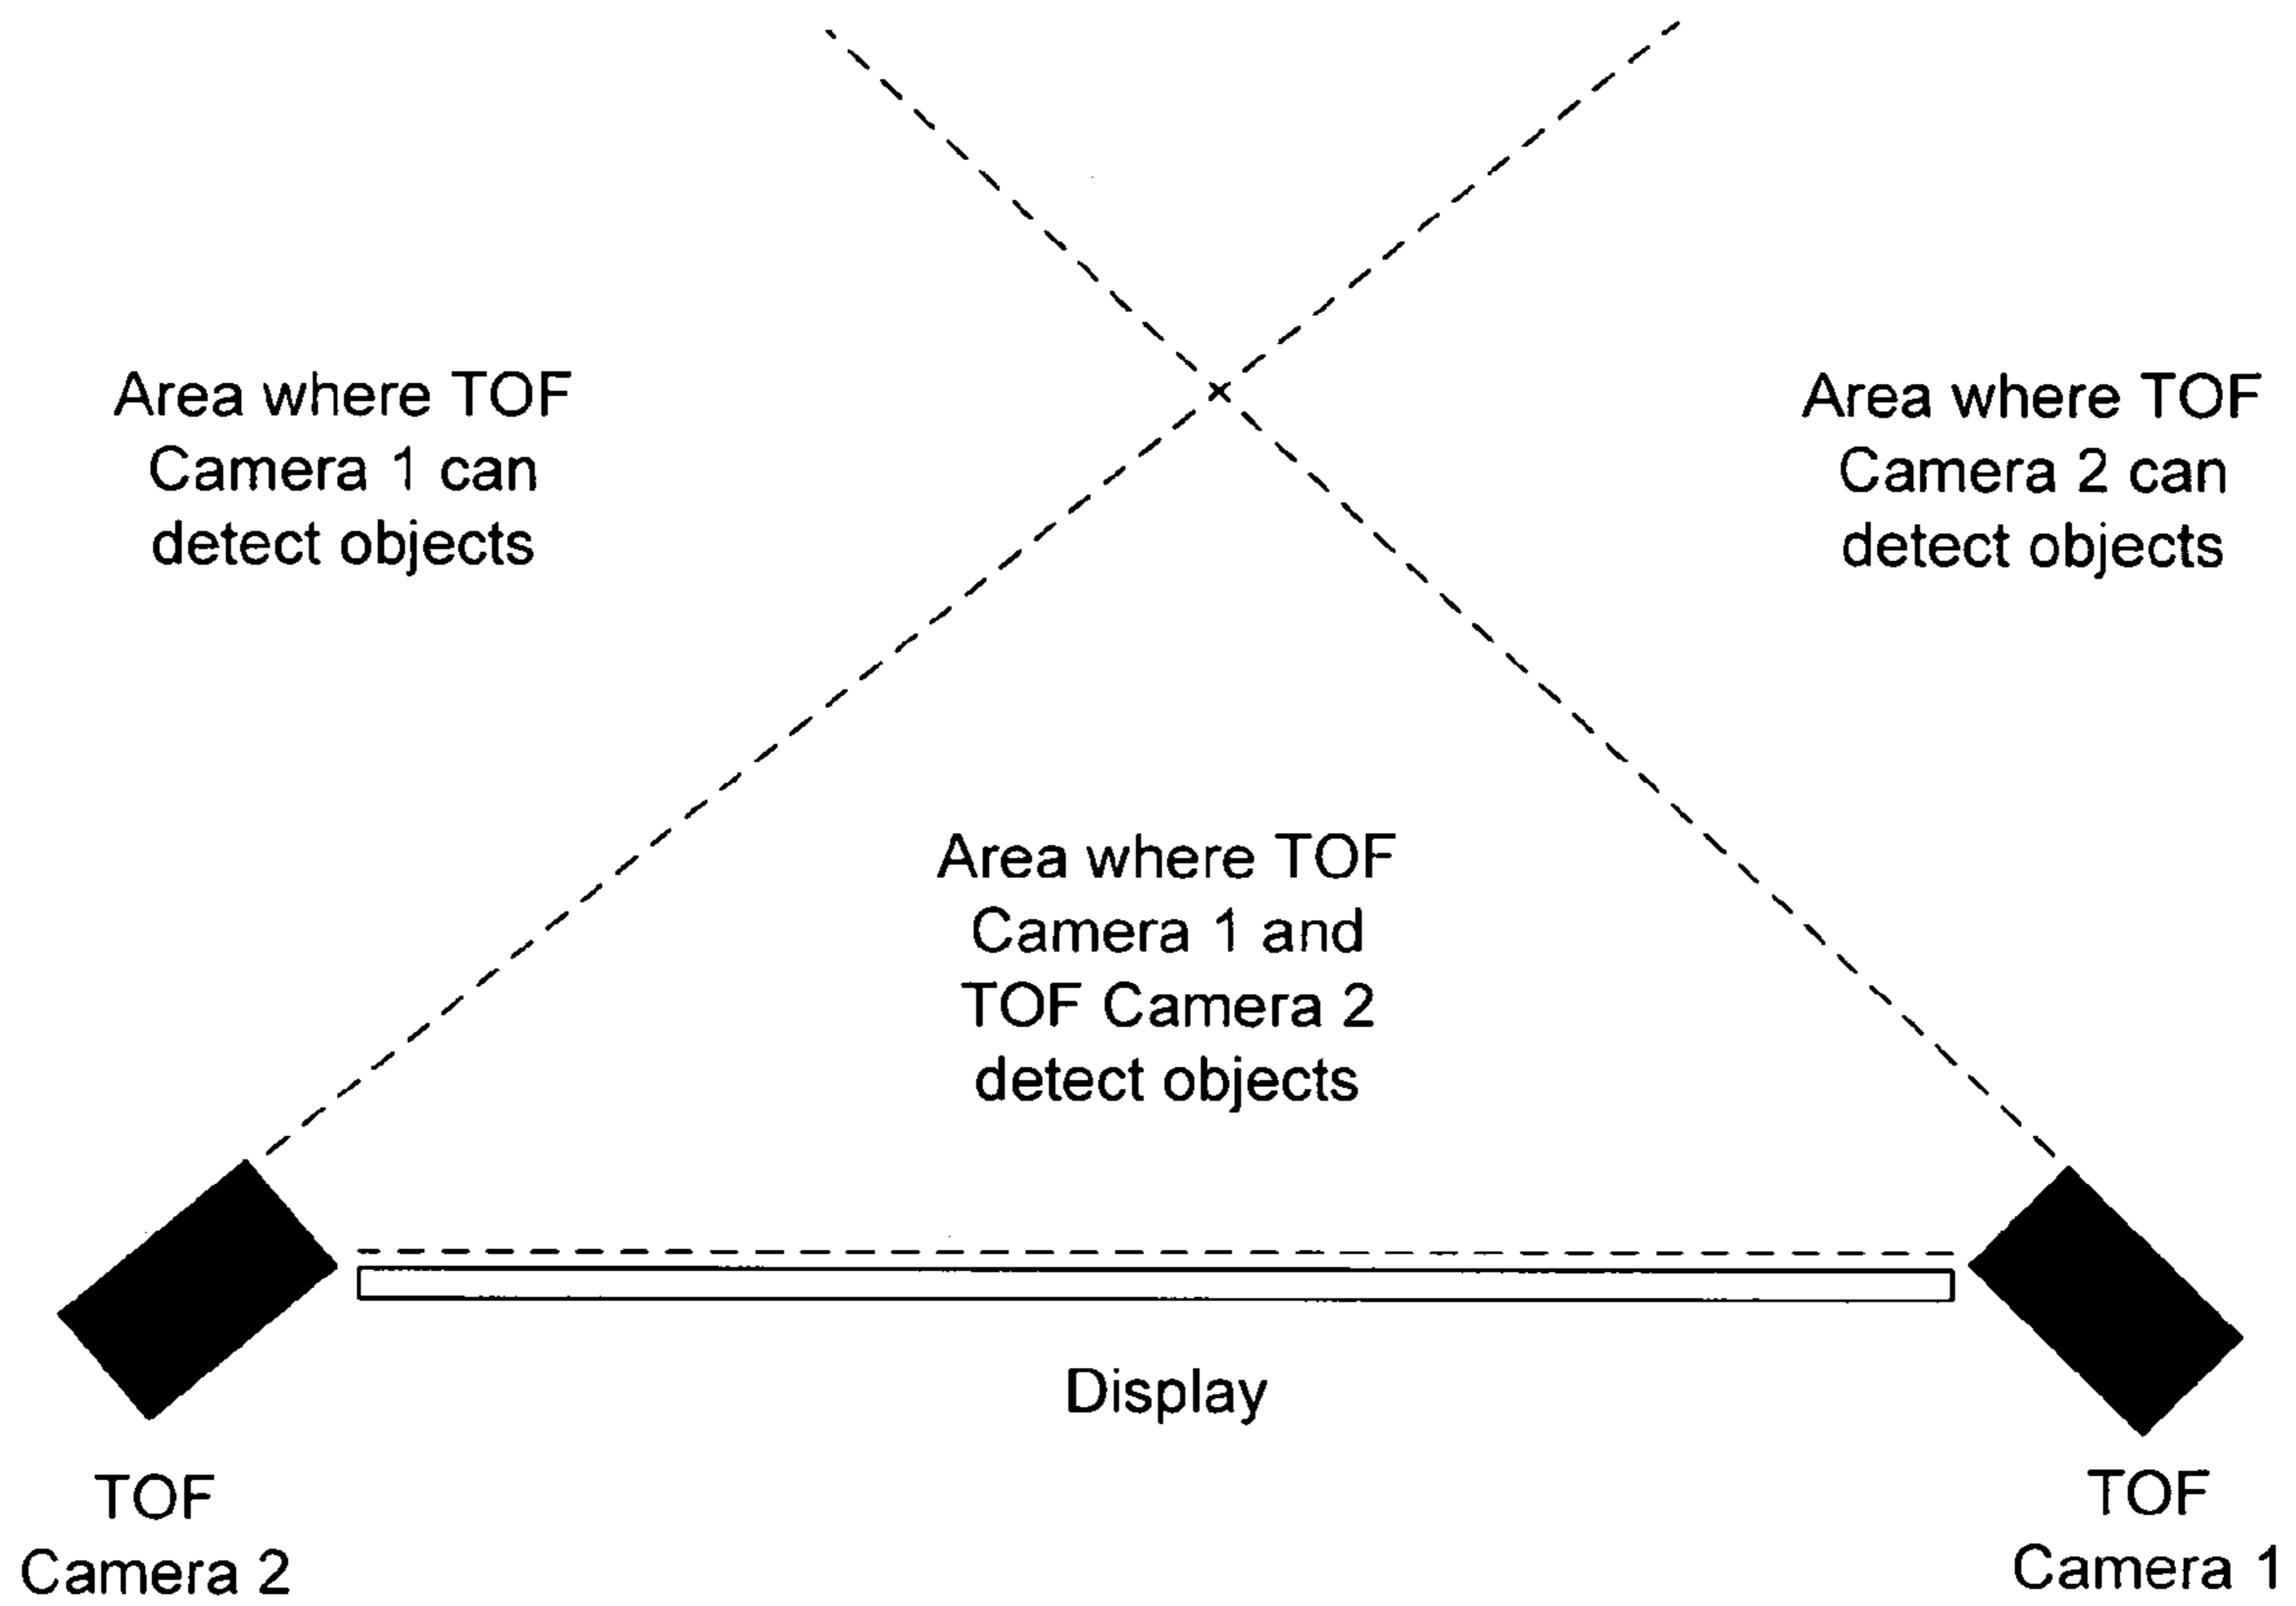 Area where TOF
Camera 1 can
detect objects
Area where TOF
Camera 2 can
detect objects
Area where TOF
Camera 1 and
TOF Camera 2
detect objects
Display
TOF
Camera 2
TOF
Camera 1